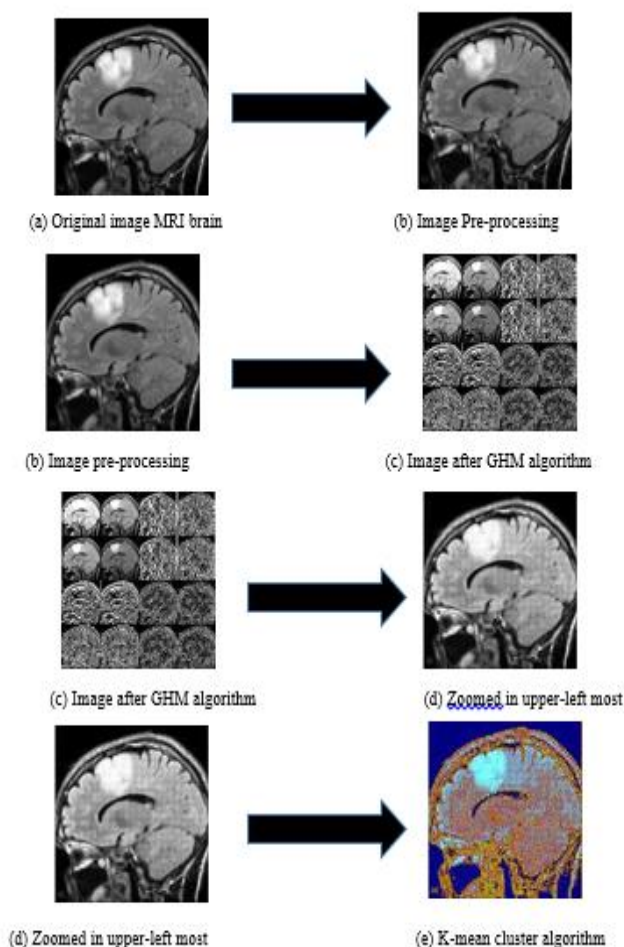 (a) Original image MRI brain
(b) Image Pre-processing
(b) Image pre-processing
(c) Image after GHM algorithm
(c) Image after GHM algorithm
(d) Zoomed in upper-left most
(d) Zoomed in upper-left most
(e) K-mean cluster algorithm